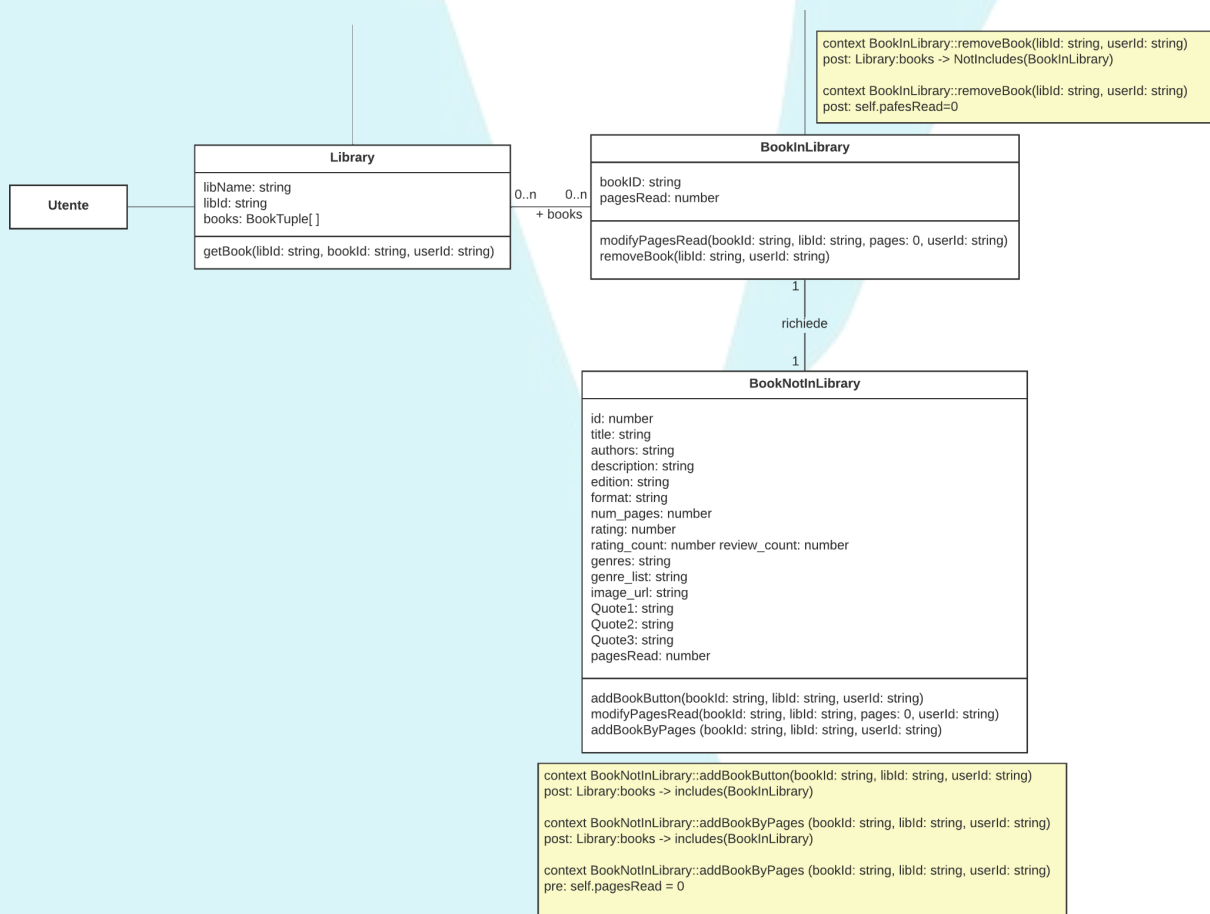 context BookInLibrary::removeBook(libId: string, userId: string)
post: Library:books -> NotIncludes(BookInLibrary)
context BookInLibrary::removeBook(libId: string, userId: string)
post: self.pafesRead=0
Utente
Library
libName: string
libId: string
books: BookTuple[ ]
getBook(libId: string, bookId: string, userId: string)
0..n
0..n
+ books
BookInLibrary
bookID: string
pagesRead: number
modifyPagesRead(bookId: string, libId: string, pages: 0, userId: string)
removeBook(libId: string, userId: string)
1
richiede
1
BookNotInLibrary
id: number
title: string
authors: string
description: string
edition: string
format: string
num_pages: number
rating: number
rating_count: number review_count: number
genres: string
genre_list: string
image_url: string
Quote1: string
Quote2: string
Quote3: string
pagesRead: number
addBookButton(bookId: string, libId: string, userId: string)
modifyPagesRead(bookId: string, libId: string, pages: 0, userId: string)
addBookByPages (bookId: string, libId: string, userId: string)
context BookNotInLibrary::addBookButton(bookId: string, libId: string, userId: string)
post: Library:books -> includes(BookInLibrary)
context BookNotInLibrary::addBookByPages (bookId: string, libId: string, userId: string)
post: Library:books -> includes(BookInLibrary)
context BookNotInLibrary::addBookByPages (bookId: string, libId: string, userId: string)
pre: self.pagesRead = 0